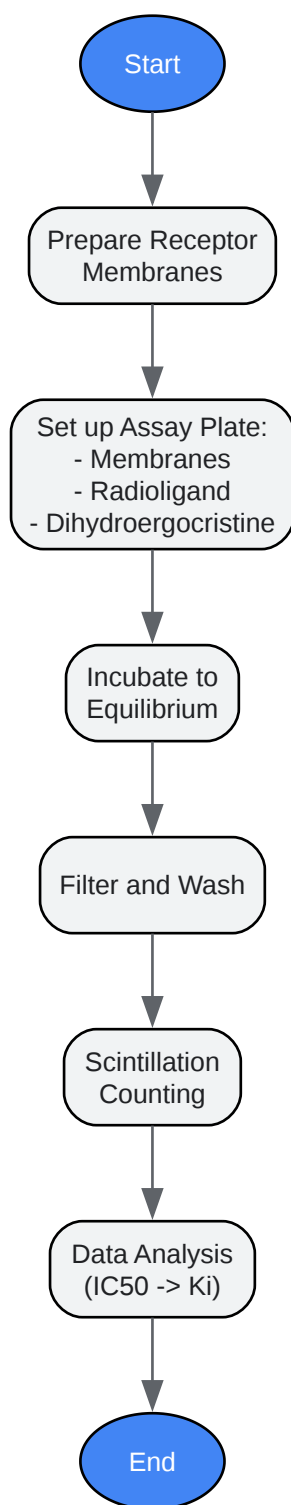 Start
Prepare Receptor
Membranes
Set up Assay Plate:
- Membranes
- Radioligand
- Dihydroergocristine
Incubate to
Equilibrium
Filter and Wash
Scintillation
Counting
Data Analysis
(IC50 -> Ki)
End